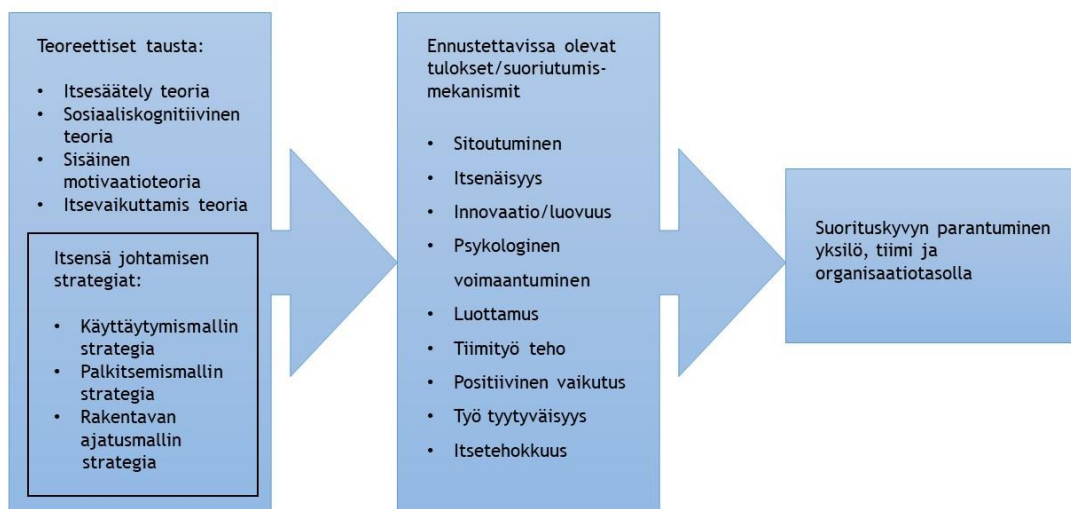 Teoreettiset tausta:
• Itsesäätely teoria
• Sosiaaliskognitiivinen
teoria
• Sisäinen
motivaatioteoria
• Itsevaikuttamis teoria
Itsensä johtamisen
strategiat:
• Käyttäytymismallin
strategia
• Palkitsemismallin
strategia
• Rakentavan
ajatusmallin
strategia
Ennustettavissa olevat
tulokset/suoriutumis-
mekanismit
• Sitoutuminen
• Itsenäisyys
• Innovaatio/luovuus
• Psykologinen
voimaantuminen
• Luottamus
• Tiimityö teho
• Positiivinen vaikutus
• Työ tyytyväisyys
• Itsetehokkuus
Suorituskyvyn parantuminen
yksilö, tiimi ja
organisaatiotasolla